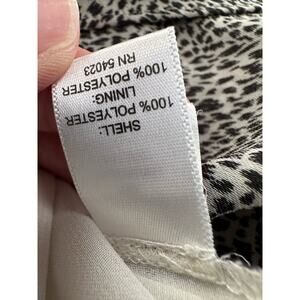 SHELL:
100% POLYESTER
LINING:
100% POLYESTER
RN 54023